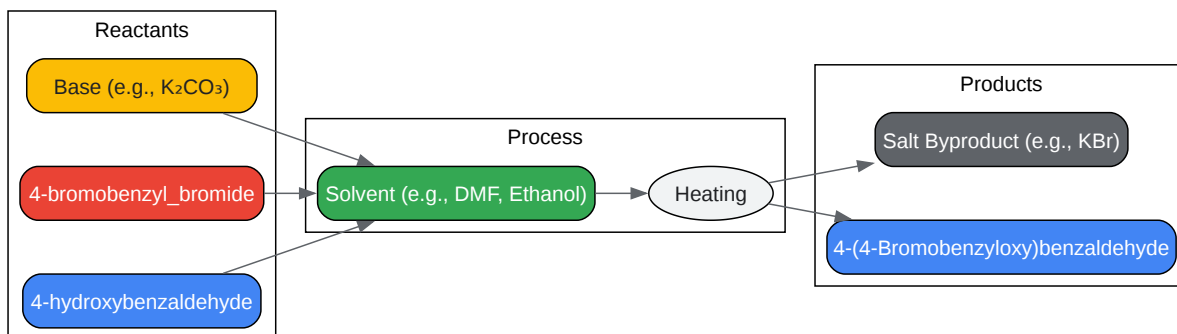 Reactants
Base (e.g., K₂CO₃)
4-bromobenzyl_bromide
4-hydroxybenzaldehyde
Process
Solvent (e.g., DMF, Ethanol)
Heating
Products
Salt Byproduct (e.g., KBr)
4-(4-Bromobenzyloxy)benzaldehyde